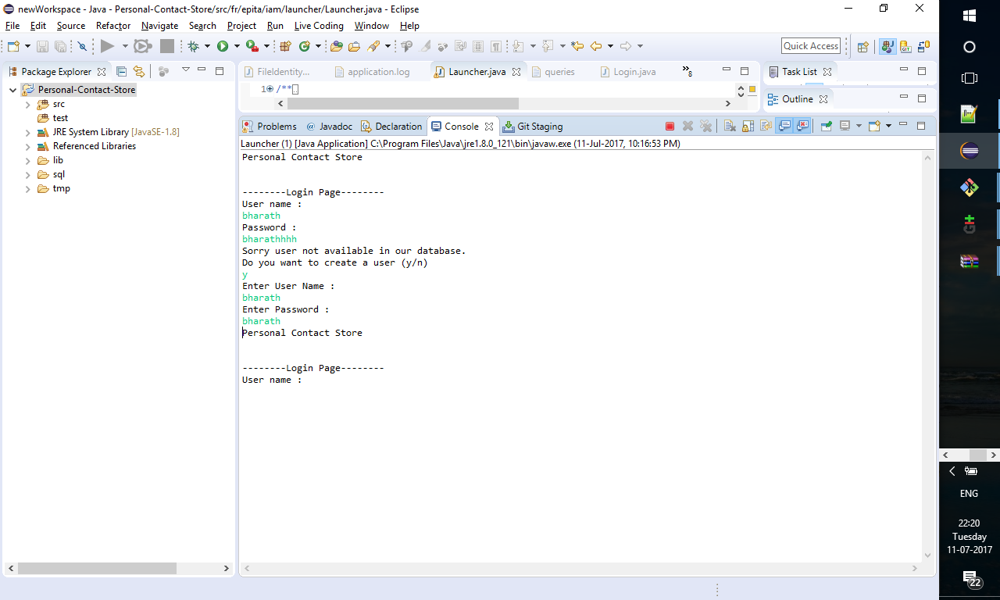 newWorkspace - Java - Personal-Contact-Store/src/fr/epita/iam/launcher/Launcher.java - Eclipse
File Edit Source Refactor Navigate Search Project Run Live Coding Window Help
Quick Access
Package Explorer
Personal-Contact-Store
src
test
JRE System Library [JavaSE-1.8]
Referenced Libraries
lib
sql
tmp
FileIdentity...
application.log
Launcher.java
queries
Login.java
»8
1 /**
Task List
Outline
Problems
@ Javadoc
Declaration
Console
Git Staging
Launcher (1) [Java Application] C:\Program Files\Java\jre1.8.0_121\bin\javaw.exe (11-Jul-2017, 10:16:53 PM)
Personal Contact Store
--------Login Page--------
User name :
bharath
Password :
bharathhhh
Sorry user not available in our database.
Do you want to create a user (y/n)
y
Enter User Name :
bharath
Enter Password :
bharath
Personal Contact Store
--------Login Page--------
User name :
ENG
22:20
Tuesday
11-07-2017
22